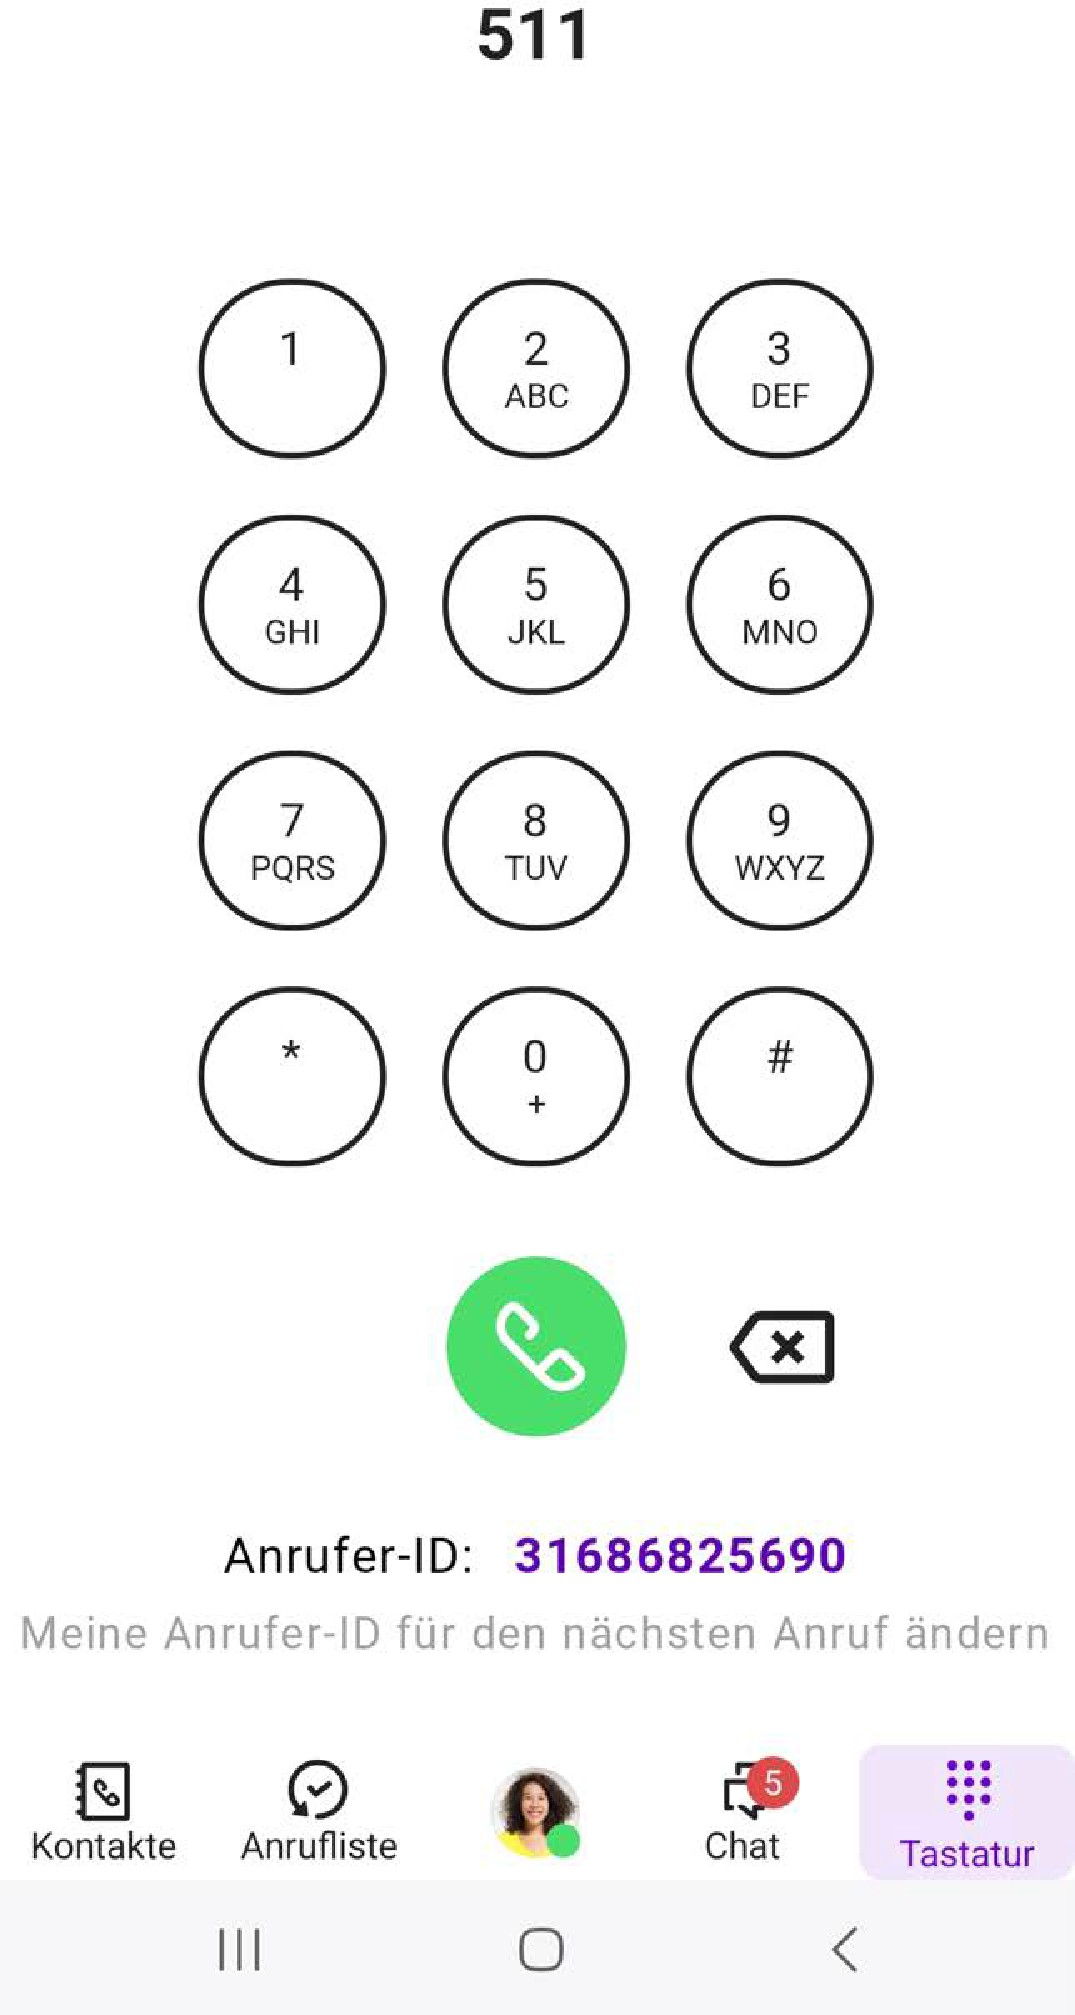 511
1 2 3
ABC DEF
4 5 6
GHI JKL MNO
7 8 9
PQRS TUV WXYZ
* 0 #
+
Anrufer-ID: 31686825690
Meine Anrufer-ID für den nächsten Anruf ändern
5
Kontakte Anrufliste Chat Tastatur